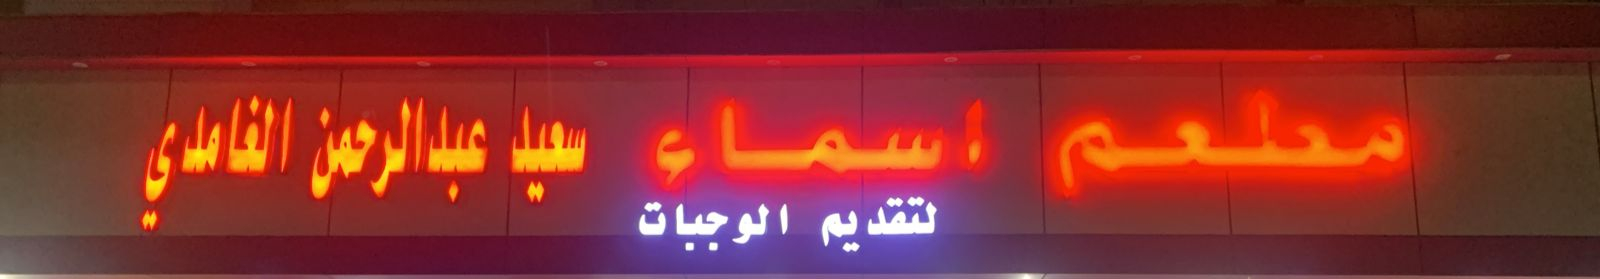 مطعم اسماء سعيد عبدالرحمن الغامدي
لتقديم الوجبات